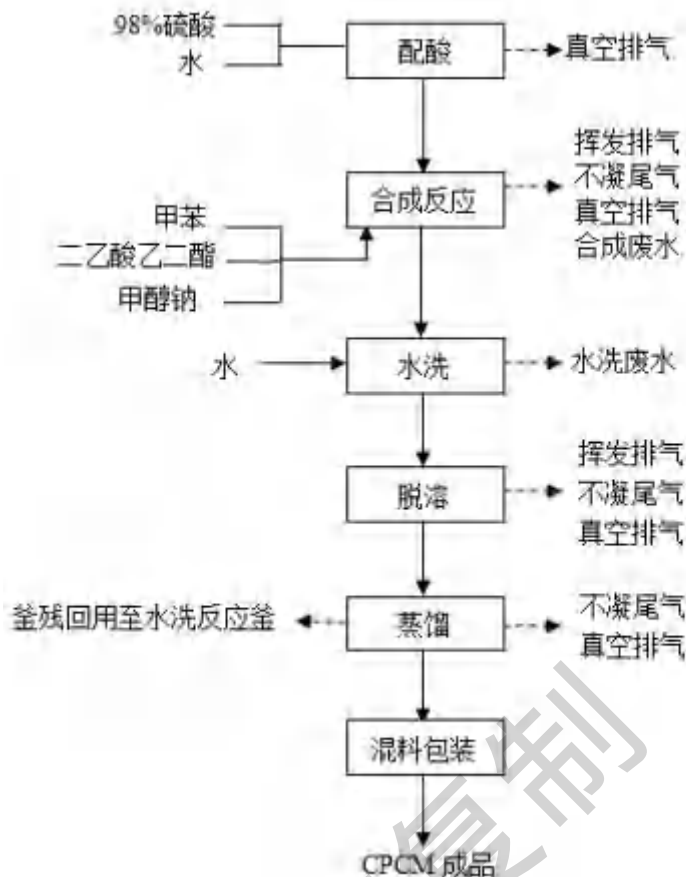 98%硫酸
水
配酸
真空排气
挥发排气
不凝尾气
真空排气
合成废水
合成反应
甲苯
二乙酸乙二酯
甲醇钠
水
水洗
水洗废水
挥发排气
不凝尾气
真空排气
脱溶
釜残回用至水洗反应釜
蒸馏
不凝尾气
真空排气
混料包装
复制
CPCM 成品